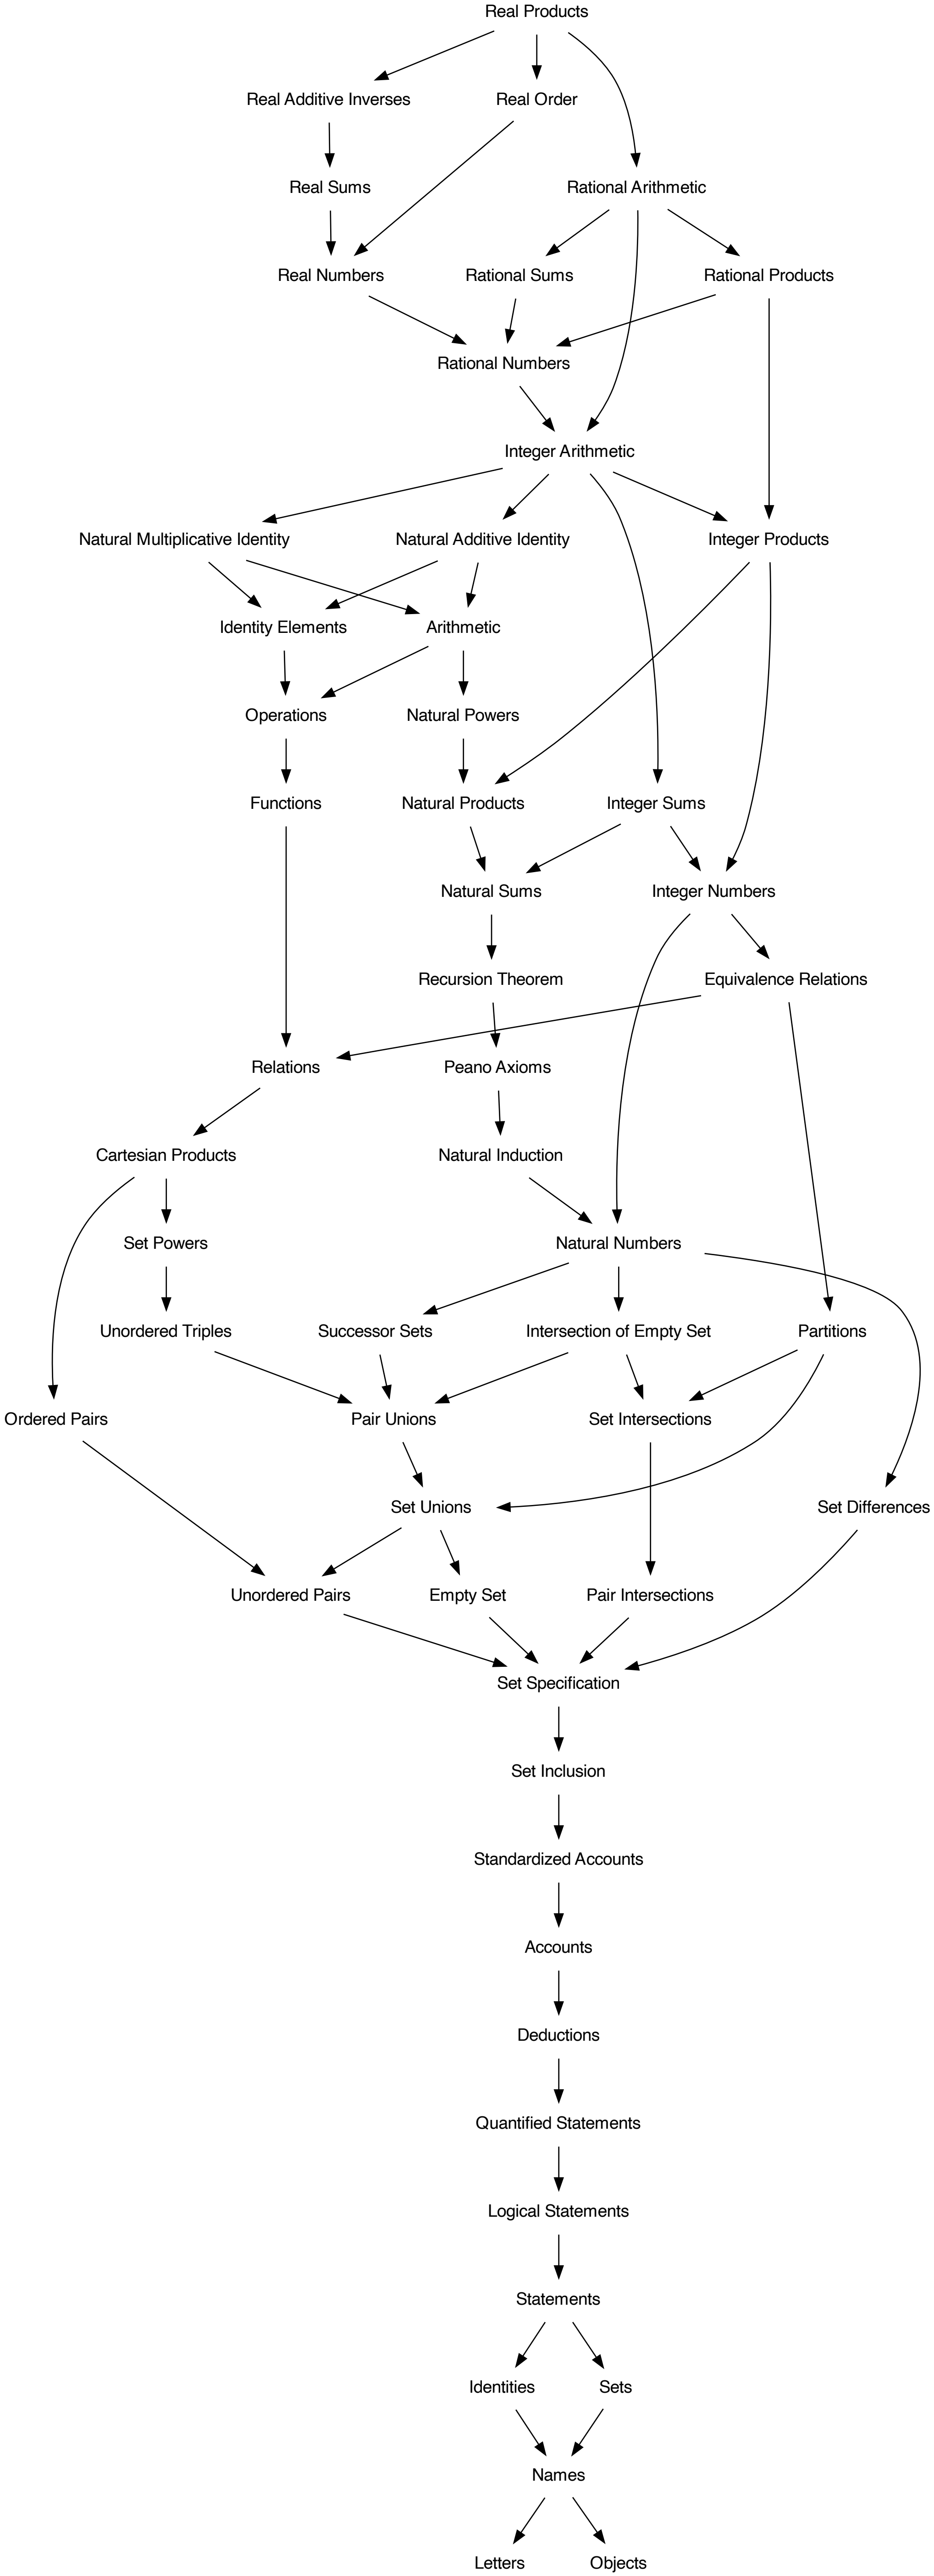 Real Products
Real Additive Inverses
Real Order
Real Sums
Rational Arithmetic
Real Numbers
Rational Sums
Rational Products
Rational Numbers
Integer Arithmetic
Natural Multiplicative Identity
Natural Additive Identity
Integer Products
Identity Elements
Arithmetic
Operations
Natural Powers
Functions
Natural Products
Integer Sums
Natural Sums
Integer Numbers
Recursion Theorem
Equivalence Relations
Relations
Peano Axioms
Cartesian Products
Natural Induction
Set Powers
Natural Numbers
Unordered Triples
Successor Sets
Intersection of Empty Set
Partitions
Ordered Pairs
Pair Unions
Set Intersections
Set Unions
Set Differences
Unordered Pairs
Empty Set
Pair Intersections
Set Specification
Set Inclusion
Standardized Accounts
Accounts
Deductions
Quantified Statements
Logical Statements
Statements
Identities
Sets
Names
Letters
Objects